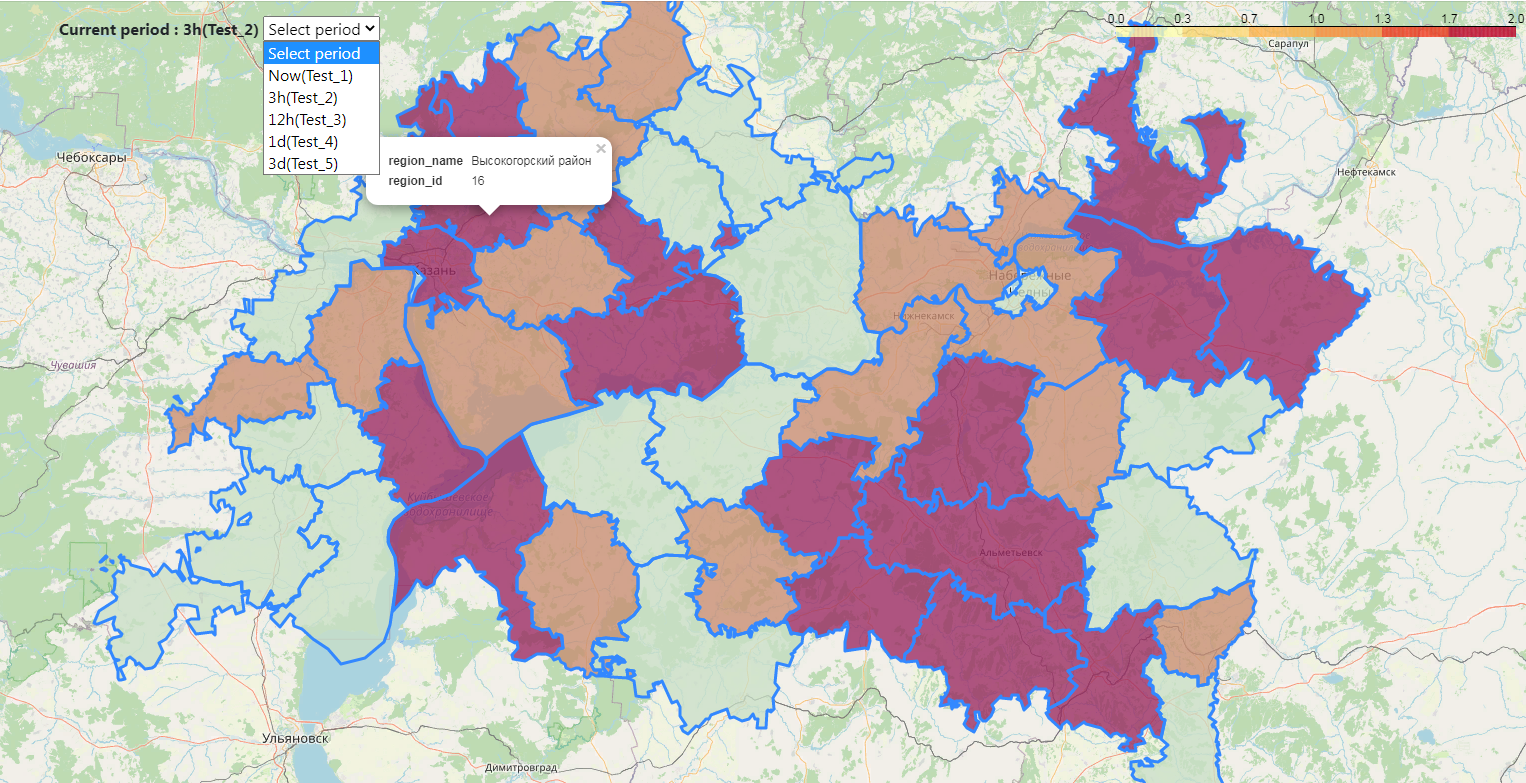 Current period : 3h(Test_2) Select period
Select period
Now(Test_1)
3h(Test_2)
12h(Test_3)
1d(Test_4)
3d(Test_5)
0.0 0.3 0.7 1.0 1.3 1.7 2.0
Сарапул
Чебоксары
region_name Высокогорский район ×
region_id 16
Нефтекамск
Казань
Набережные
Челны
Нижнекамск
Чувашия
Куйбышевское
водохранилище
Альметьевск
Ульяновск
Димитровград